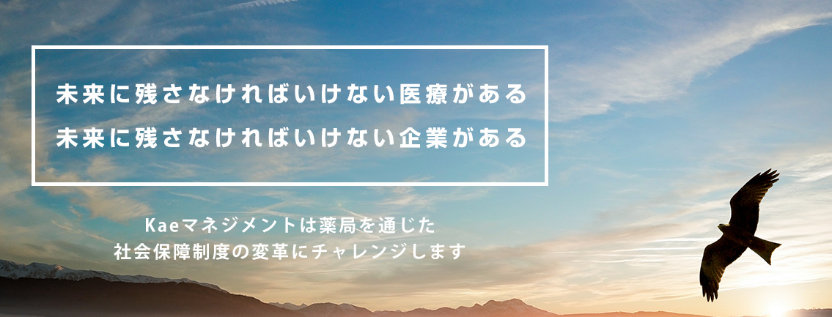 未来に残さなければいけない医療がある
未来に残さなければいけない企業がある
Kaeマネジメントは薬局を通じた
社会保障制度の変革にチャレンジします